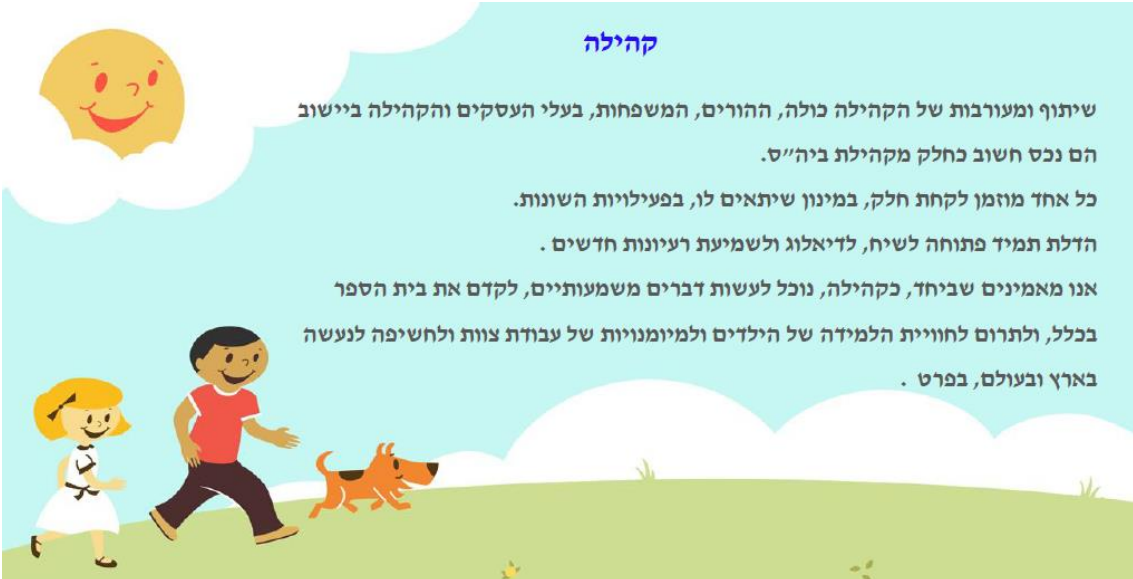 קהילה
שיתוף ומעורבות של הקהילה כולה, ההורים, המשפחות, בעלי העסקים והקהילה ביישוב
הם נכס חשוב כחלק מקהילת ביה״ס.
כל אחד מוזמן לקחת חלק, במינון שיתאים לו, בפעילויות השונות.
הדלת תמיד פתוחה לשיח, לדיאלוג ולשמיעת רעיונות חדשים .
אנו מאמינים שביחד, כקהילה, נוכל לעשות דברים משמעותיים, לקדם את בית הספר
בכלל, ולתרום לחוויית הלמידה של הילדים ולמיומנויות של עבודת צוות ולחשיפה לנעשה
בארץ ובעולם, בפרט .